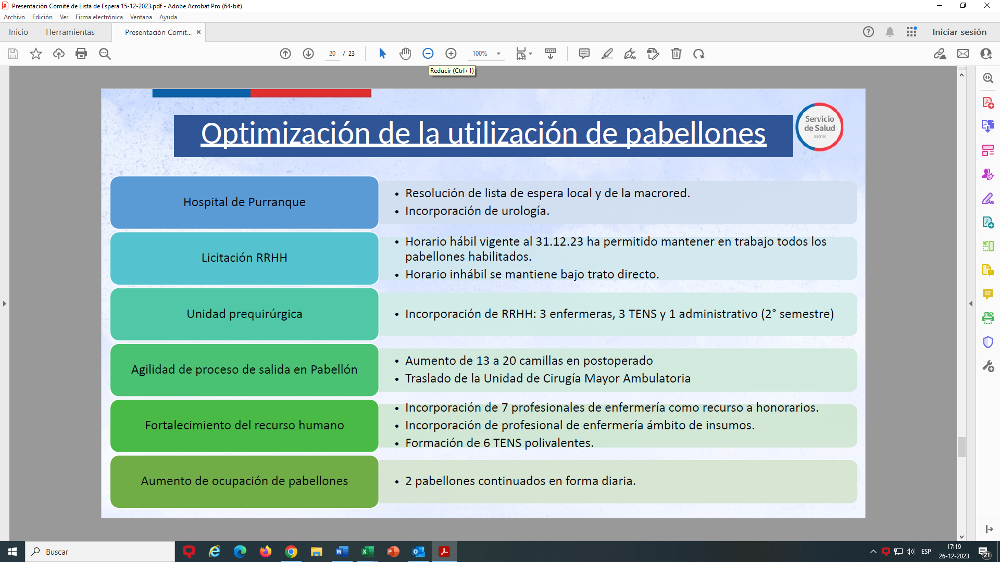 Presentación Comité de Lista de Espera 15-12-2023.pdf - Adobe Acrobat Pro (64-bit)
Archivo Edición Ver Firma electrónica Ventana Ayuda
Inicio Herramientas Presentación Comit... × Iniciar sesión
20 / 23 100%
Reducir (Ctrl+1)
Optimización de la utilización de pabellones
Servicio
de Salud
Osorno
Hospital de Purranque
• Resolución de lista de espera local y de la macrored.
• Incorporación de urología.
Licitación RRHH
• Horario hábil vigente al 31.12.23 ha permitido mantener en trabajo todos los
pabellones habilitados.
• Horario inhábil se mantiene bajo trato directo.
Unidad prequirúrgica
• Incorporación de RRHH: 3 enfermeras, 3 TENS y 1 administrativo (2° semestre)
Agilidad de proceso de salida en Pabellón
• Aumento de 13 a 20 camillas en postoperado
• Traslado de la Unidad de Cirugía Mayor Ambulatoria
Fortalecimiento del recurso humano
• Incorporación de 7 profesionales de enfermería como recurso a honorarios.
• Incorporación de profesional de enfermería ámbito de insumos.
• Formación de 6 TENS polivalentes.
Aumento de ocupación de pabellones
• 2 pabellones continuados en forma diaria.
Buscar
ESP
17:19
26-12-2023
21